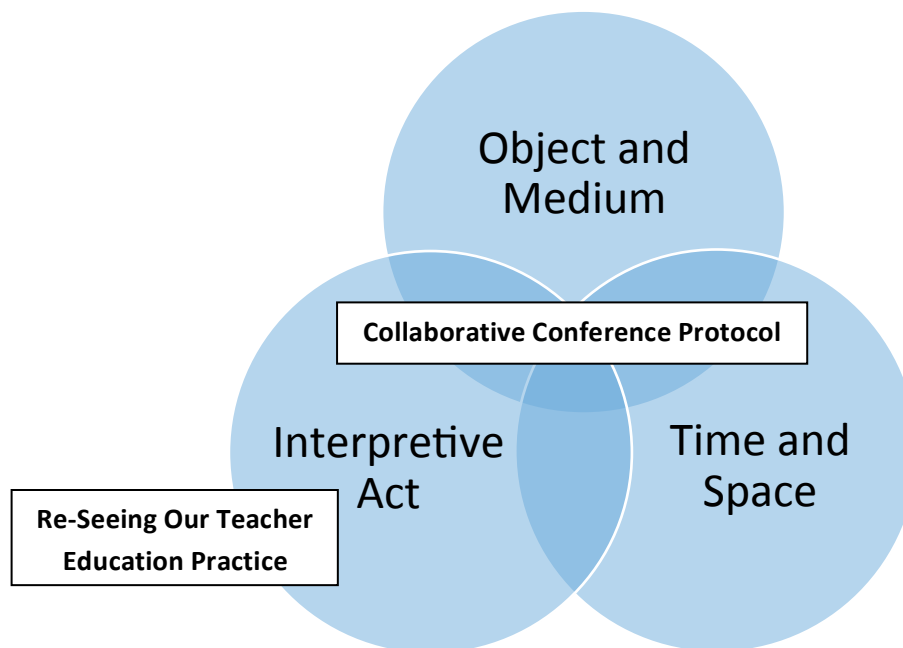 Object and
Medium
Collaborative Conference Protocol
Interpretive
Act
Time and
Space
Re-Seeing Our Teacher
Education Practice